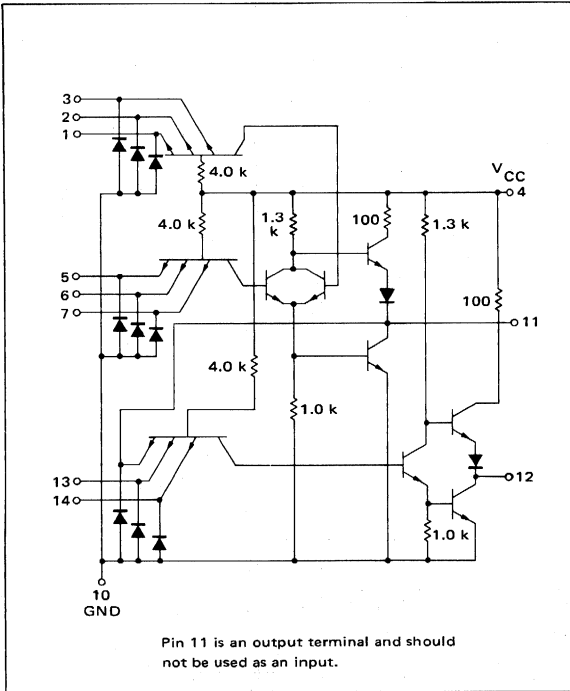 3
2
1
4.0 k
VCC
4
4.0 k
1.3
k
100
1.3 k
5
6
7
100
11
4.0 k
1.0 k
13
14
12
1.0 k
10
GND
Pin 11 is an output terminal and should
not be used as an input.